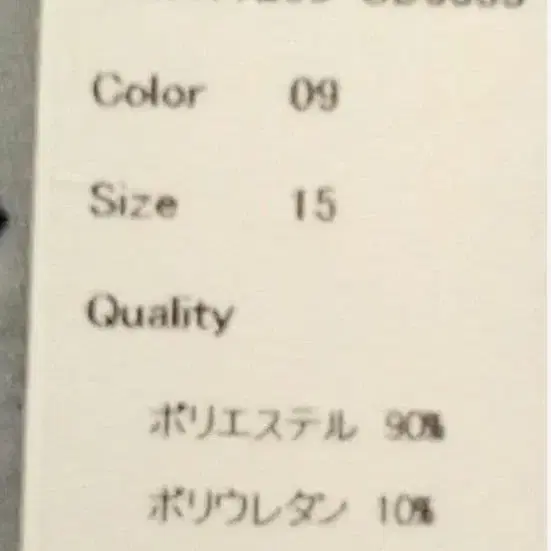 Color 09
Size 15
Quality
ポリエステル 90%
ポリウレタン 10%